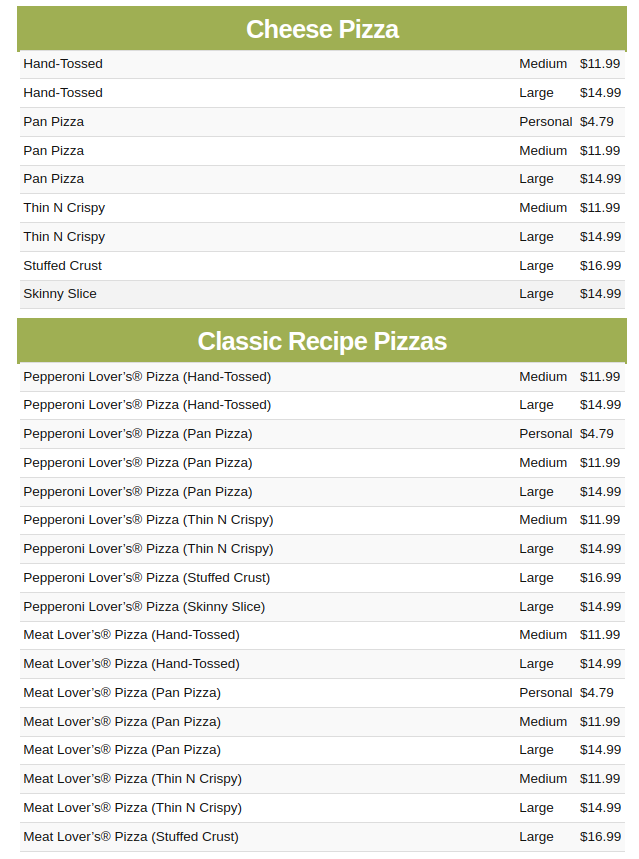 Cheese Pizza
Hand-Tossed Medium $11.99
Hand-Tossed Large $14.99
Pan Pizza Personal $4.79
Pan Pizza Medium $11.99
Pan Pizza Large $14.99
Thin N Crispy Medium $11.99
Thin N Crispy Large $14.99
Stuffed Crust Large $16.99
Skinny Slice Large $14.99
Classic Recipe Pizzas
Pepperoni Lover’s® Pizza (Hand-Tossed) Medium $11.99
Pepperoni Lover’s® Pizza (Hand-Tossed) Large $14.99
Pepperoni Lover’s® Pizza (Pan Pizza) Personal $4.79
Pepperoni Lover’s® Pizza (Pan Pizza) Medium $11.99
Pepperoni Lover’s® Pizza (Pan Pizza) Large $14.99
Pepperoni Lover’s® Pizza (Thin N Crispy) Medium $11.99
Pepperoni Lover’s® Pizza (Thin N Crispy) Large $14.99
Pepperoni Lover’s® Pizza (Stuffed Crust) Large $16.99
Pepperoni Lover’s® Pizza (Skinny Slice) Large $14.99
Meat Lover’s® Pizza (Hand-Tossed) Medium $11.99
Meat Lover’s® Pizza (Hand-Tossed) Large $14.99
Meat Lover’s® Pizza (Pan Pizza) Personal $4.79
Meat Lover’s® Pizza (Pan Pizza) Medium $11.99
Meat Lover’s® Pizza (Pan Pizza) Large $14.99
Meat Lover’s® Pizza (Thin N Crispy) Medium $11.99
Meat Lover’s® Pizza (Thin N Crispy) Large $14.99
Meat Lover’s® Pizza (Stuffed Crust) Large $16.99